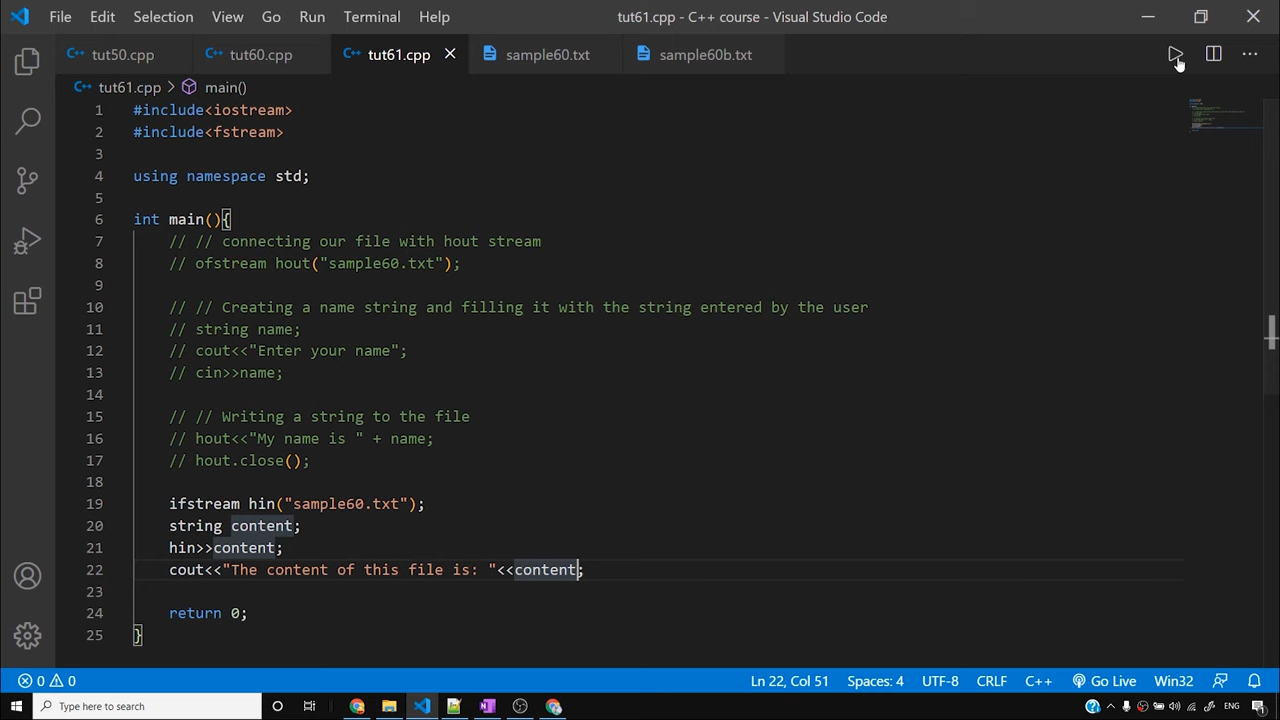 File Edit Selection View Go Run Terminal Help tut61.cpp - C++ course - Visual Studio Code
tut50.cpp tut60.cpp tut61.cpp sample60.txt sample60b.txt
tut61.cpp > main()
1 #include<iostream>
2 #include<fstream>
3
4 using namespace std;
5
6 int main(){
7 // // connecting our file with hout stream
8 // ofstream hout("sample60.txt");
9
10 // // Creating a name string and filling it with the string entered by the user
11 // string name;
12 // cout<<"Enter your name";
13 // cin>>name;
14
15 // // Writing a string to the file
16 // hout<<"My name is " + name;
17 // hout.close();
18
19 ifstream hin("sample60.txt");
20 string content;
21 hin>>content;
22 cout<<"The content of this file is: "<<content;
23
24 return 0;
25 }
0 0 Ln 22, Col 51 Spaces: 4 UTF-8 CRLF C++ Go Live Win32
Type here to search ENG